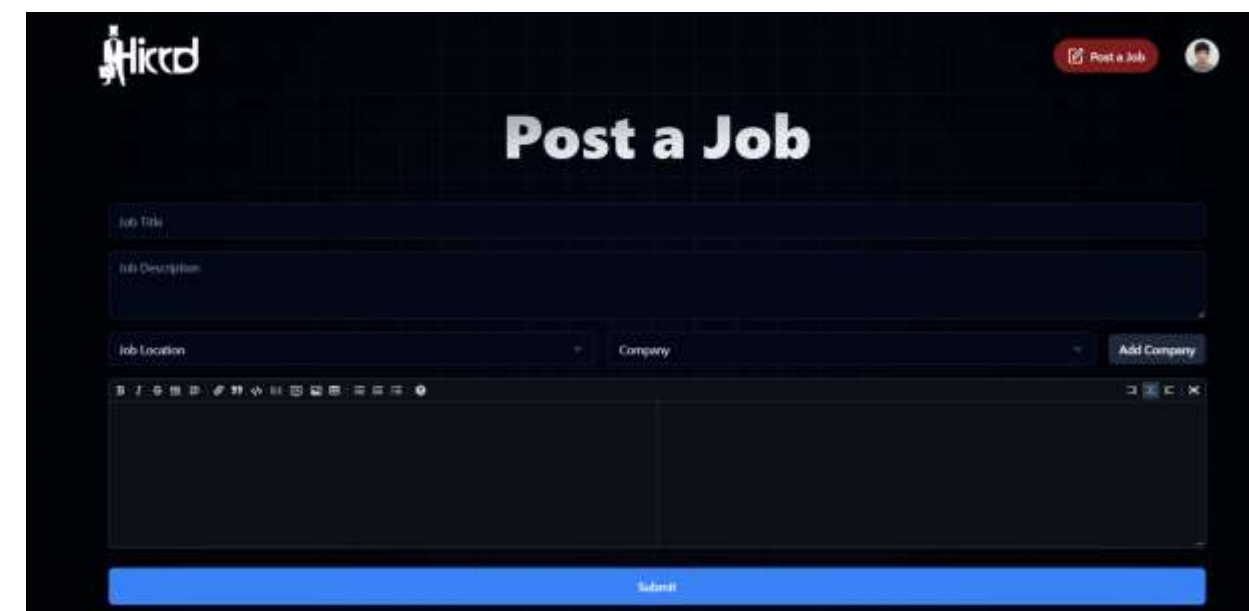 Hirrd
Post a Job
Post a Job
Job Title
Job Description
Job Location
Company
Add Company
B I
Submit